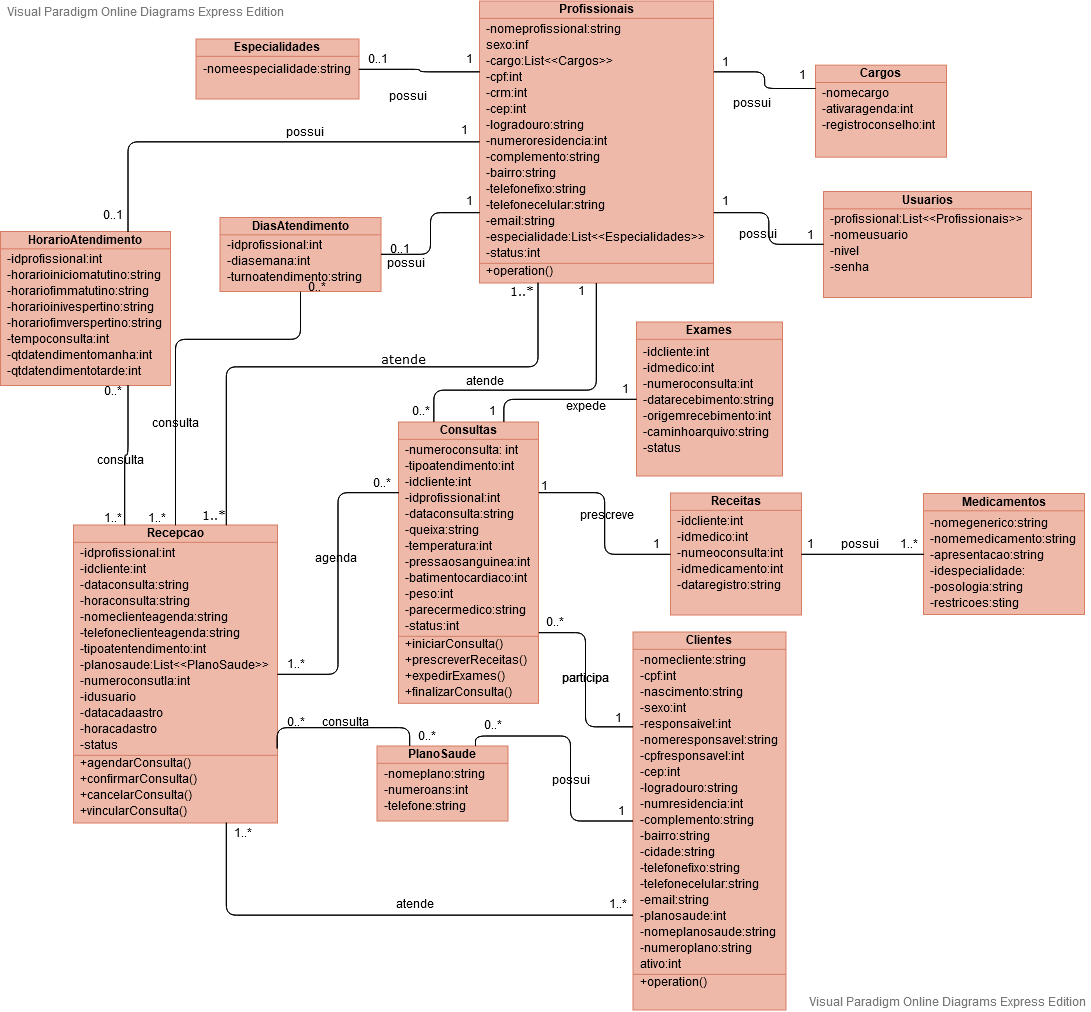 Visual Paradigm Online Diagrams Express Edition
Profissionais
-nomeprofissional:string
sexo:inf
-cargo:List<<Cargos>>
-cpf:int
-crm:int
-cep:int
-logradouro:string
-numeroresidencia:int
-complemento:string
-bairro:string
-telefonefixo:string
-telefonecelular:string
-email:string
-especialidade:List<<Especialidades>>
-status:int
+operation()
Especialidades
-nomeespecialidade:string
0..1
1
possui
1
1
possui
Cargos
-nomecargo
-ativaragenda:int
-registroconselho:int
possui
1
0..1
1
0..1
possui
1
possui
1
Usuarios
-profissional:List<<Profissionais>>
-nomeusuario
-nivel
-senha
DiasAtendimento
-idprofissional:int
-diasemana:int
-turnoatendimento:string
0..*
HorarioAtendimento
-idprofissional:int
-horarioiniciomatutino:string
-horariofimmatutino:string
-horarioinivespertino:string
-horariofimverspertino:string
-tempoconsulta:int
-qtdatendimentomanha:int
-qtdatendimentotarde:int
0..*
consulta
1..*
consulta
1..*
1..*
atende
1..*
1
atende
0..*
1
expede
1
Exames
-idcliente:int
-idmedico:int
-numeroconsulta:int
-datarecebimento:string
-origemrecebimento:int
-caminhoarquivo:string
-status
Consultas
-numeroconsulta: int
-tipoatendimento:int
-idcliente:int
-idprofissional:int
-dataconsulta:string
-queixa:string
-temperatura:int
-pressaosanguinea:int
-batimentocardiaco:int
-peso:int
-parecermedico:string
-status:int
+iniciarConsulta()
+prescreverReceitas()
+expedirExames()
+finalizarConsulta()
1
prescreve
1
Receitas
-idcliente:int
-idmedico:int
-numeoconsulta:int
-idmedicamento:int
-dataregistro:string
1
possui
1..*
Medicamentos
-nomegenerico:string
-nomemedicamento:string
-apresentacao:string
-idespecialidade:
-posologia:string
-restricoes:sting
Recepcao
-idprofissional:int
-idcliente:int
-dataconsulta:string
-horaconsulta:string
-nomeclienteagenda:string
-telefoneclienteagenda:string
-tipoatentendimento:int
-planosaude:List<<PlanoSaude>>
-numeroconsutla:int
-idusuario
-datacadaastro
-horacadastro
-status
+agendarConsulta()
+confirmarConsulta()
+cancelarConsulta()
+vincularConsulta()
0..*
agenda
1..*
0..*
participa
1
0..*
consulta
0..*
PlanoSaude
-nomeplano:string
-numeroans:int
-telefone:string
0..*
possui
1
Clientes
-nomecliente:string
-cpf:int
-nascimento:string
-sexo:int
-responsaivel:int
-nomeresponsavel:string
-cpfresponsavel:int
-cep:int
-logradouro:string
-numresidencia:int
-complemento:string
-bairro:string
-cidade:string
-telefonefixo:string
-telefonecelular:string
-email:string
-planosaude:int
-nomeplanosaude:string
-numeroplano:string
ativo:int
+operation()
1..*
atende
1..*
Visual Paradigm Online Diagrams Express Edition